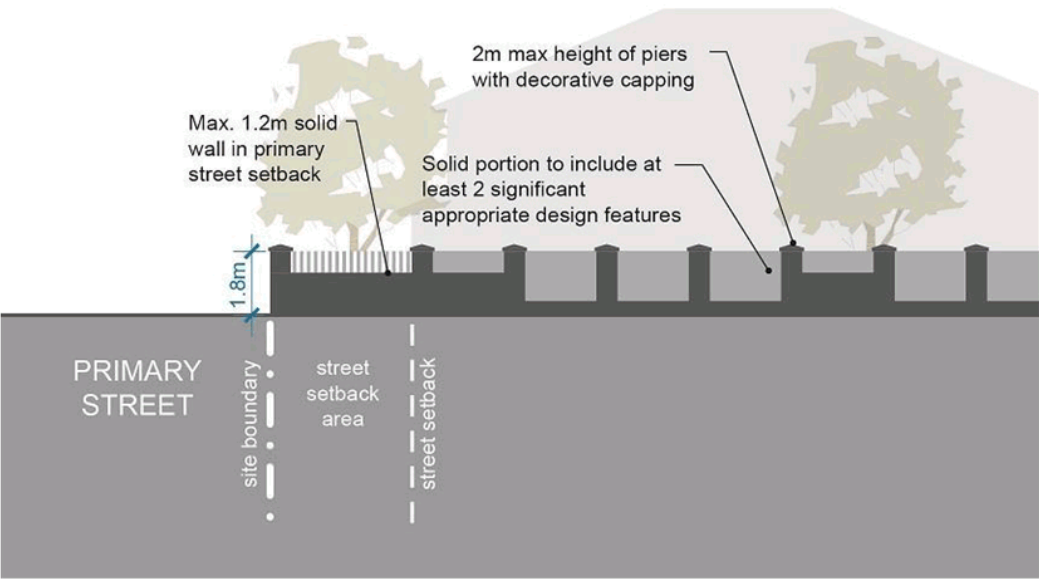 2m max height of piers
with decorative capping
Max. 1.2m solid
wall in primary
street setback
Solid portion to include at
least 2 significant
appropriate design features
1.8m
PRIMARY
STREET
site boundary
street
setback
area
street setback